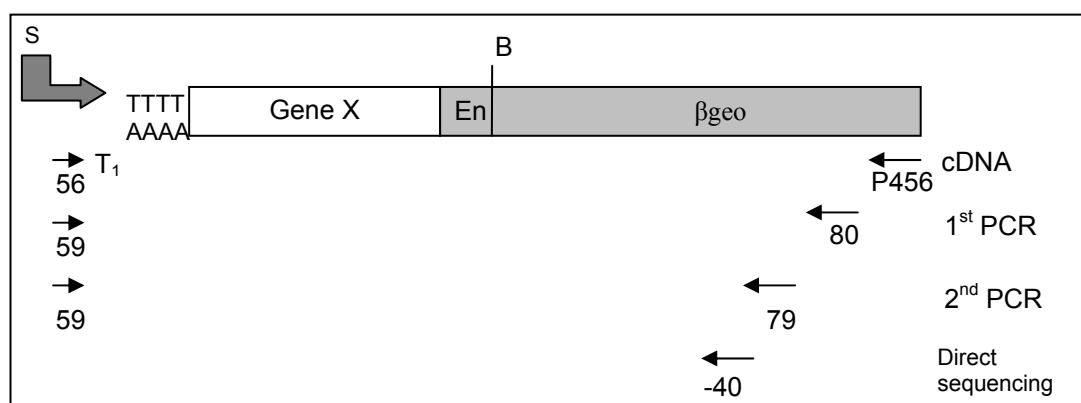 S
B
TTTT
AAAA
Gene X
En
βgeo
56
T1
P456
cDNA
59
80
1st PCR
59
79
2nd PCR
-40
Direct
sequencing